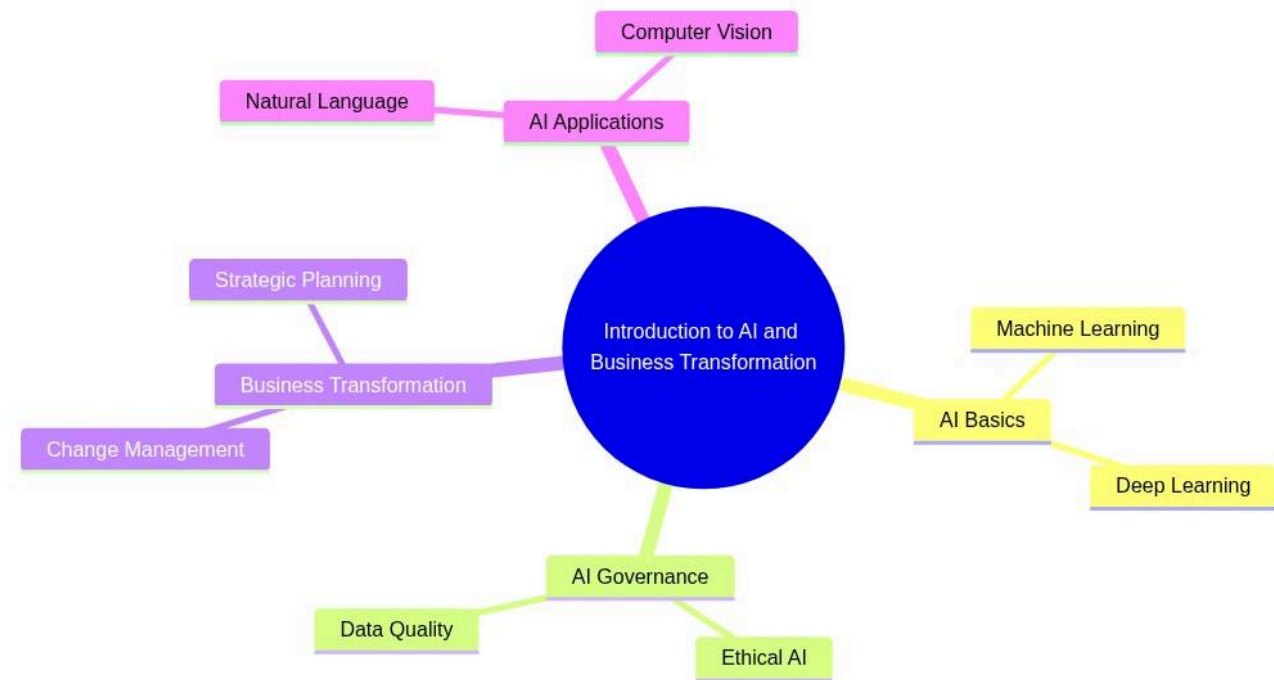 Computer Vision
Natural Language
AI Applications
Strategic Planning
Introduction to AI and
Business Transformation
Machine Learning
Business Transformation
AI Basics
Change Management
Deep Learning
AI Governance
Data Quality
Ethical AI